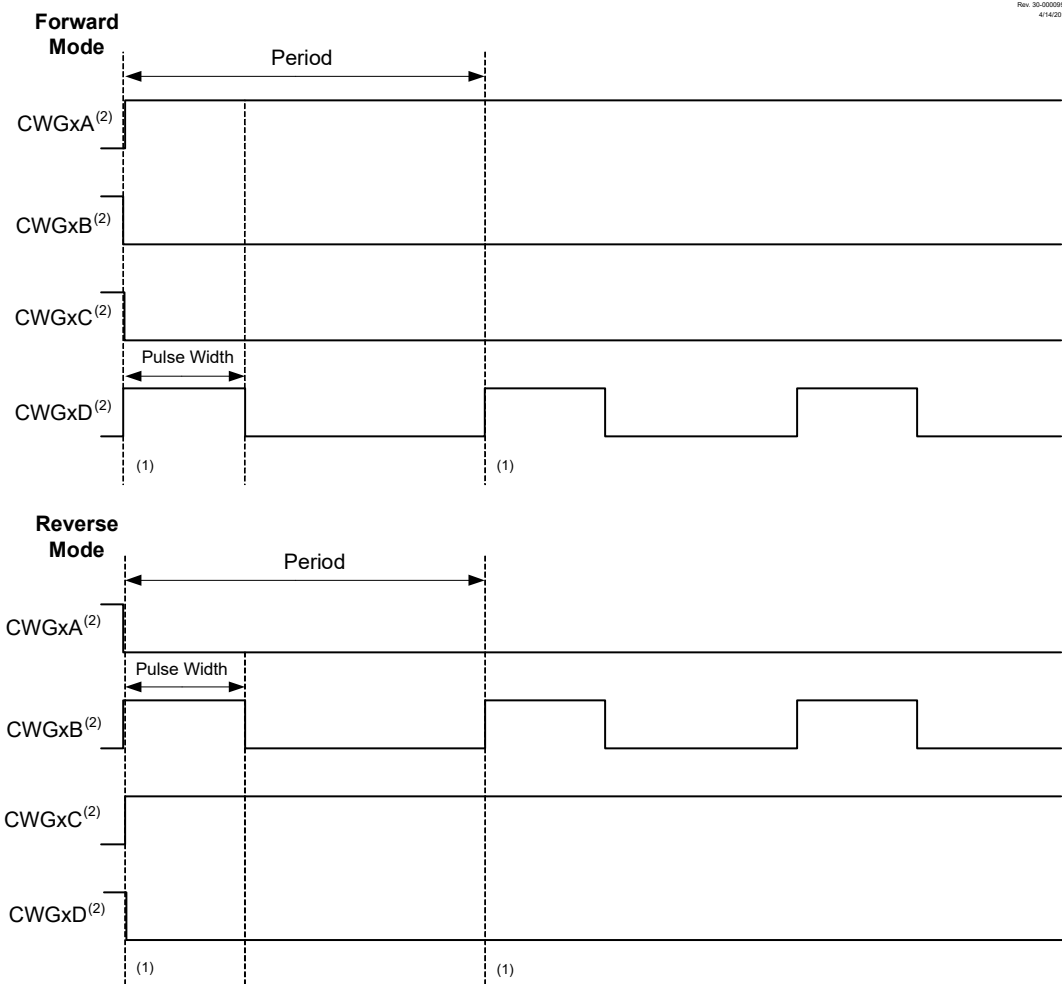 Rev. 30-000099
4/14/20
Forward
Mode
Period
CWGxA(2)
CWGxB(2)
CWGxC(2)
Pulse Width
CWGxD(2)
(1)
(1)
Reverse
Mode
Period
CWGxA(2)
Pulse Width
CWGxB(2)
CWGxC(2)
CWGxD(2)
(1)
(1)